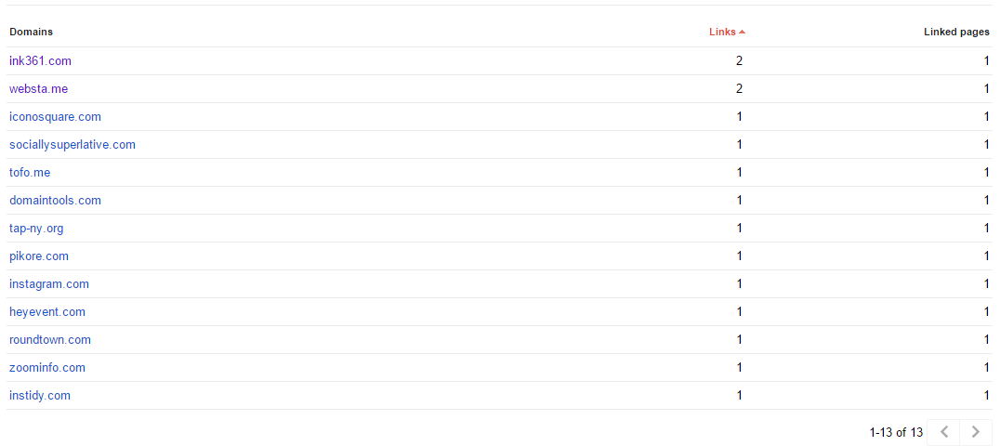 Domains Links Linked pages
ink361.com 2 1
websta.me 2 1
iconosquare.com 1 1
sociallysuperlative.com 1 1
tofo.me 1 1
domaintools.com 1 1
tap-ny.org 1 1
pikore.com 1 1
instagram.com 1 1
heyevent.com 1 1
roundtown.com 1 1
zoominfo.com 1 1
instidy.com 1 1
1-13 of 13